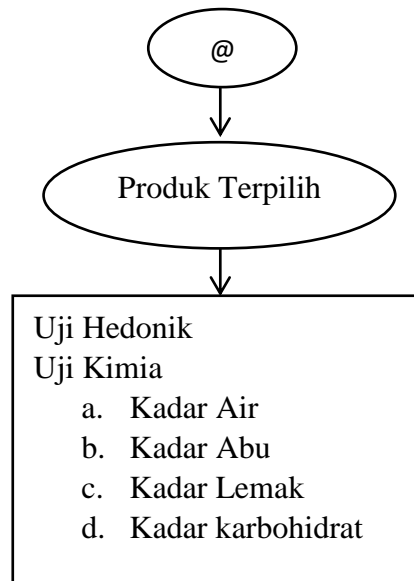 @
Produk Terpilih
Uji Hedonik
Uji Kimia
a. Kadar Air
b. Kadar Abu
c. Kadar Lemak
d. Kadar karbohidrat